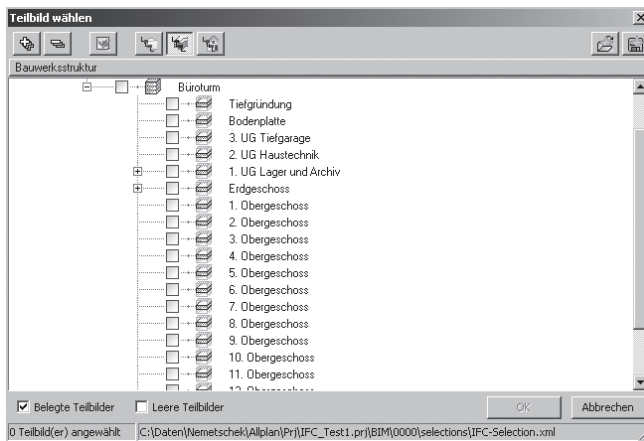 Teilbild wählen
Bauwerksstruktur
Büroturm
Tiefgründung
Bodenplatte
3. UG Tiefgarage
2. UG Haustechnik
1. UG Lager und Archiv
Erdgeschoss
1. Obergeschoss
2. Obergeschoss
3. Obergeschoss
4. Obergeschoss
5. Obergeschoss
6. Obergeschoss
7. Obergeschoss
8. Obergeschoss
9. Obergeschoss
10. Obergeschoss
11. Obergeschoss
12. Obergeschoss
Belegte Teilbilder Leere Teilbilder OK Abbrechen
0 Teilbild(er) angewählt C:\Daten\Nemetschek\Allplan\Prj\IFC_Test1.prj\BIM\0000\selections\IFC-Selection.xml